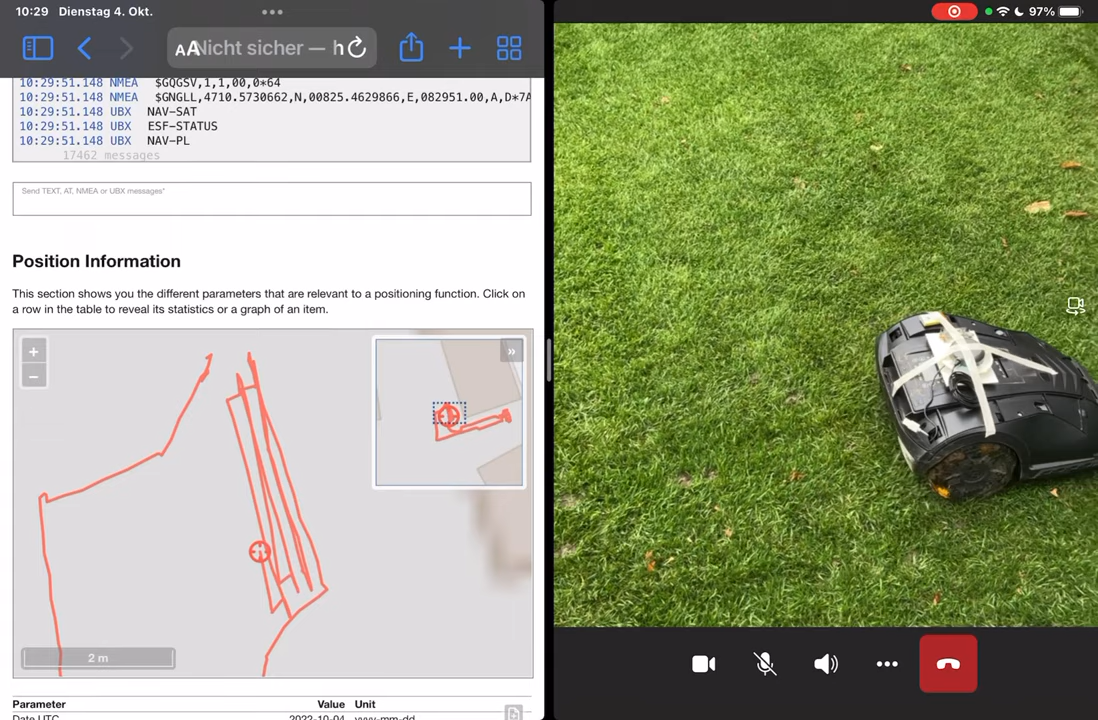 10:29 Dienstag 4. Okt.
97%
AA Nicht sicher — h
10:29:51.148 NMEA $GQGSV,1,1,00,0*64
10:29:51.148 NMEA $GNGLL,4710.5730662,N,00825.4629866,E,082951.00,A,D*7A
10:29:51.148 UBX NAV-SAT
10:29:51.148 UBX ESF-STATUS
10:29:51.148 UBX NAV-PL
17462 messages
Send TEXT, AT, NMEA or UBX messages"
Position Information
This section shows you the different parameters that are relevant to a positioning function. Click on
a row in the table to reveal its statistics or a graph of an item.
+
»
−
2 m
Parameter Value Unit
Date UTC 2022-10-04 yyyy-mm-dd